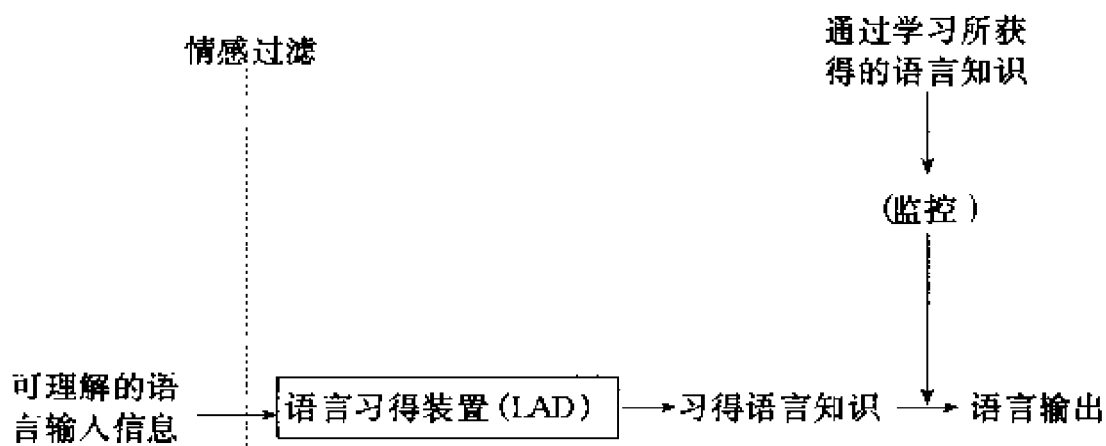 情感过滤
通过学习所获
得的语言知识
(监控)
可理解的语
言输入信息
语言习得装置(LAD)
习得语言知识
语言输出